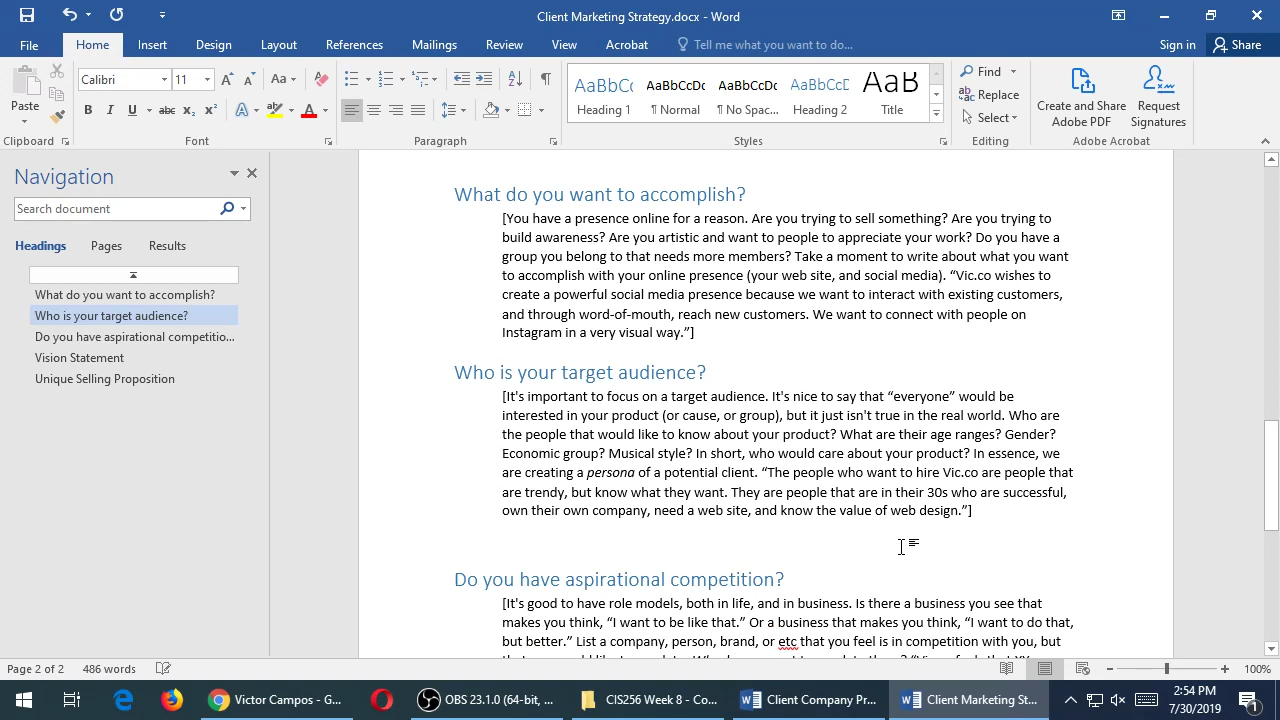 Client Marketing Strategy.docx - Word
File Home Insert Design Layout References Mailings Review View Acrobat Tell me what you want to do... Sign in Share
Paste
Calibri 11 Aa
B I U abc X₂ X² A A
AaBbCc AaBbCcDc AaBbCcDc AaBbCcD AaB
Heading 1 ¶ Normal ¶ No Spac... Heading 2 Title
Find
Replace
Select
Create and Share
Adobe PDF
Request
Signatures
Clipboard Font Paragraph Styles Editing Adobe Acrobat
Navigation
Search document
Headings Pages Results
What do you want to accomplish?
Who is your target audience?
Do you have aspirational competitio...
Vision Statement
Unique Selling Proposition
What do you want to accomplish?
[You have a presence online for a reason. Are you trying to sell something? Are you trying to
build awareness? Are you artistic and want to people to appreciate your work? Do you have a
group you belong to that needs more members? Take a moment to write about what you want
to accomplish with your online presence (your web site, and social media). “Vic.co wishes to
create a powerful social media presence because we want to interact with existing customers,
and through word-of-mouth, reach new customers. We want to connect with people on
Instagram in a very visual way.”]
Who is your target audience?
[It's important to focus on a target audience. It's nice to say that “everyone” would be
interested in your product (or cause, or group), but it just isn't true in the real world. Who are
the people that would like to know about your product? What are their age ranges? Gender?
Economic group? Musical style? In short, who would care about your product? In essence, we
are creating a persona of a potential client. “The people who want to hire Vic.co are people that
are trendy, but know what they want. They are people that are in their 30s who are successful,
own their own company, need a web site, and know the value of web design.”]
Do you have aspirational competition?
[It's good to have role models, both in life, and in business. Is there a business you see that
makes you think, “I want to be like that.” Or a business that makes you think, “I want to do that,
but better.” List a company, person, brand, or etc that you feel is in competition with you, but
Page 2 of 2 486 words 100%
Victor Campos - G... OBS 23.1.0 (64-bit, ... CIS256 Week 8 - Co... Client Company Pr... Client Marketing St...
2:54 PM
7/30/2019
1